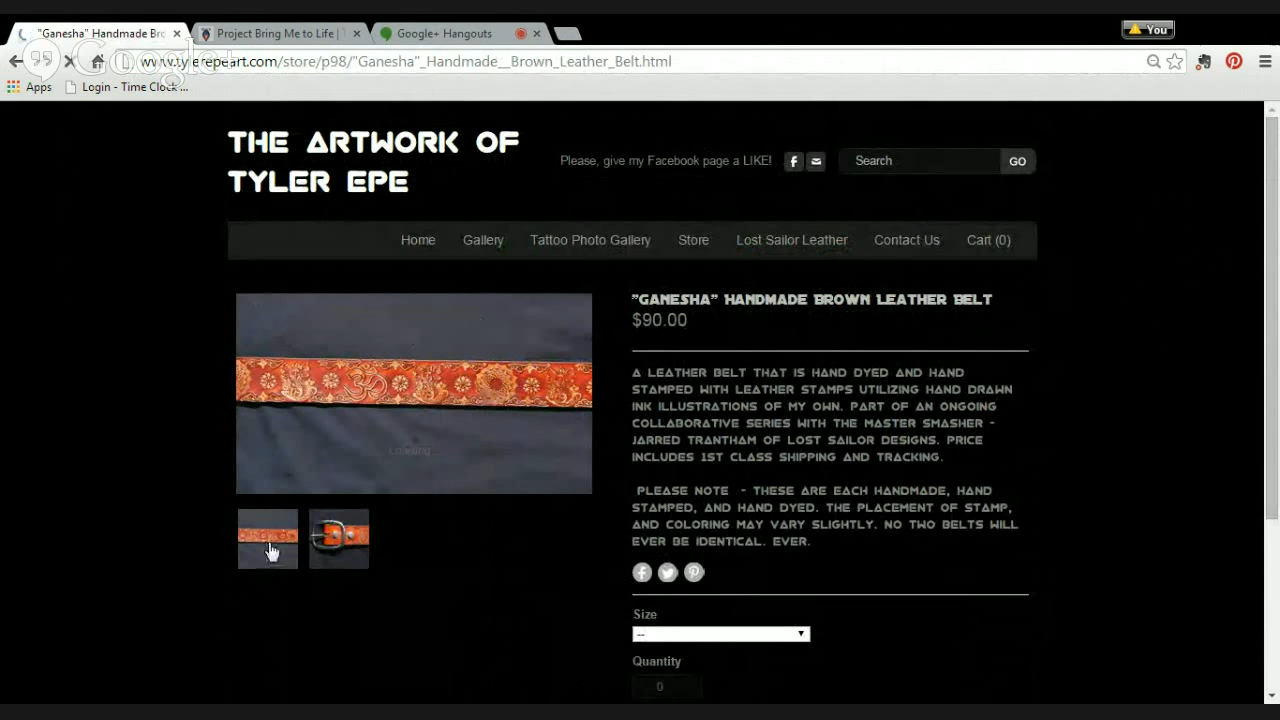 "Ganesha" Handmade Bro
Project Bring Me to Life |
Google+ Hangouts
You
Google+
www.tylerepeart.com/store/p98/"Ganesha"_Handmade__Brown_Leather_Belt.html
Apps
Login - Time Clock ...
THE ARTWORK OF
TYLER EPE
Please, give my Facebook page a LIKE!
Search
GO
Home
Gallery
Tattoo Photo Gallery
Store
Lost Sailor Leather
Contact Us
Cart (0)
"GANESHA" HANDMADE BROWN LEATHER BELT
$90.00
A LEATHER BELT THAT IS HAND DYED AND HAND
STAMPED WITH LEATHER STAMPS UTILIZING HAND DRAWN
INK ILLUSTRATIONS OF MY OWN. PART OF AN ONGOING
COLLABORATIVE SERIES WITH THE MASTER SMASHER -
JARRED TRANTHAM OF LOST SAILOR DESIGNS. PRICE
INCLUDES 1ST CLASS SHIPPING AND TRACKING.
PLEASE NOTE - THESE ARE EACH HANDMADE, HAND
STAMPED, AND HAND DYED. THE PLACEMENT OF STAMP,
AND COLORING MAY VARY SLIGHTLY. NO TWO BELTS WILL
EVER BE IDENTICAL. EVER.
Loading...
Size
--
Quantity
0